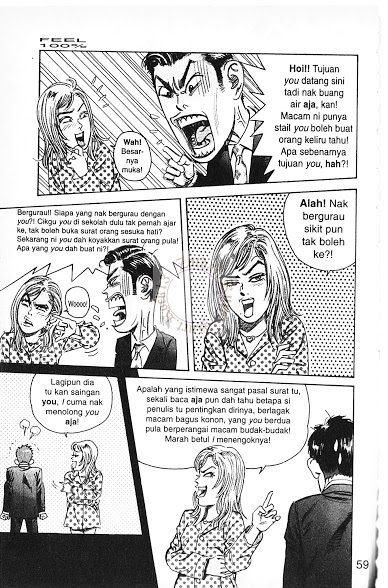 FEEL
100%
Hoi!! Tujuan
you datang sini
tadi nak buang
air aja, kan!
Macam ni punya
stail you boleh buat
orang keliru tahu!
Apa sebenarnya
tujuan you, hah?!
Wah!
Besar-
nya
muka!
Alah! Nak
bergurau
sikit pun
tak boleh
ke?!
Bergurau!! Siapa yang nak bergurau dengan
you?! Cikgu you di sekolah dulu tak pernah ajar
ke, tak boleh buka surat orang sesuka hati?
Sekarang ni you dah koyakkan surat orang pula!
Apa yang you dah buat ni?!
Woooo!
Lagipun dia
tu kan saingan
you, I cuma nak
menolong you
aja!
Apalah yang istimewa sangat pasal surat tu,
sekali baca aja pun dah tahu betapa si
penulis tu pentingkan dirinya, berlagak
macam bagus konon, yang you berdua
pula berperangai macam budak-budak!
Marah betul I menengoknya!
59